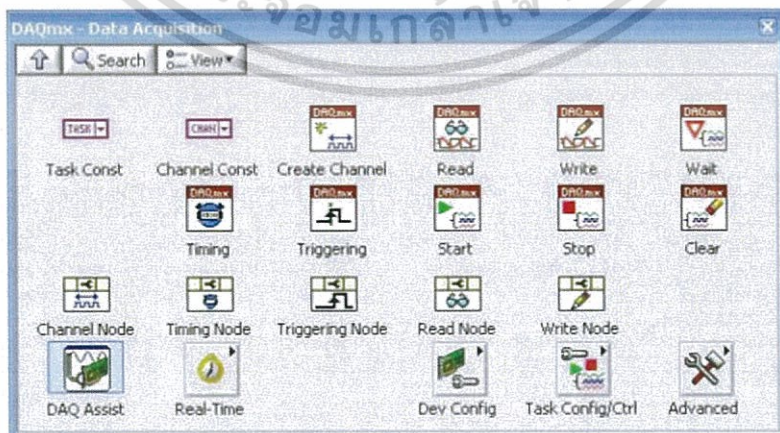 DAQmx - Data Acquisition
Search View
TASK CHAN DAQmx DAQmx DAQmx DAQmx
Task Const Channel Const Create Channel Read Write Wait
DAQmx DAQmx DAQmx DAQmx DAQmx
Timing Triggering Start Stop Clear
Channel Node Timing Node Triggering Node Read Node Write Node
DAQ Assist Real-Time Dev Config Task Config/Ctrl Advanced